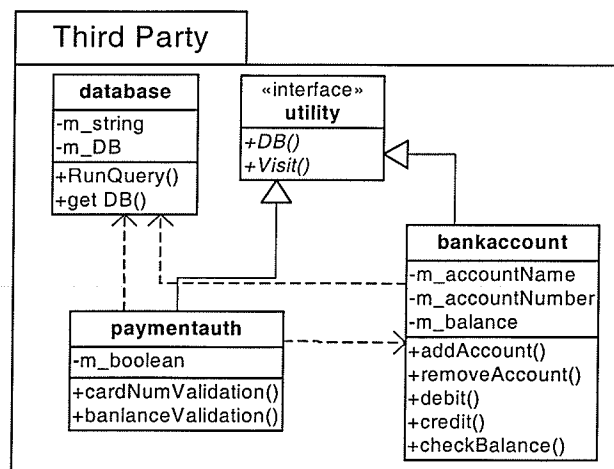 Third Party
database
-m_string
-m_DB
+RunQuery()
+get DB()
«interface»
utility
+DB()
+Visit()
bankaccount
-m_accountName
-m_accountNumber
-m_balance
+addAccount()
+removeAccount()
+debit()
+credit()
+checkBalance()
paymentauth
-m_boolean
+cardNumValidation()
+banlanceValidation()